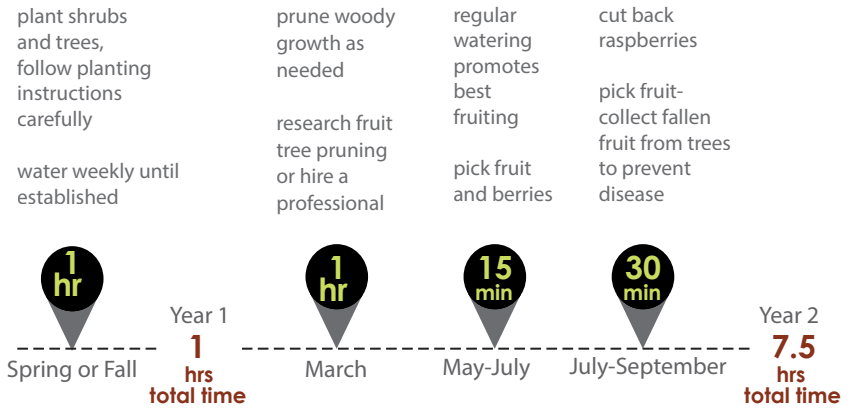 plant shrubs
and trees,
follow planting
instructions
carefully
water weekly until
established
prune woody
growth as
needed
research fruit
tree pruning
or hire a
professional
regular
watering
promotes
best
fruiting
pick fruit
and berries
cut back
raspberries
pick fruit-
collect fallen
fruit from trees
to prevent
disease
1
hr
Spring or Fall
Year 1
1
hrs
total time
1
hr
March
15
min
May-July
30
min
July-September
Year 2
7.5
hrs
total time